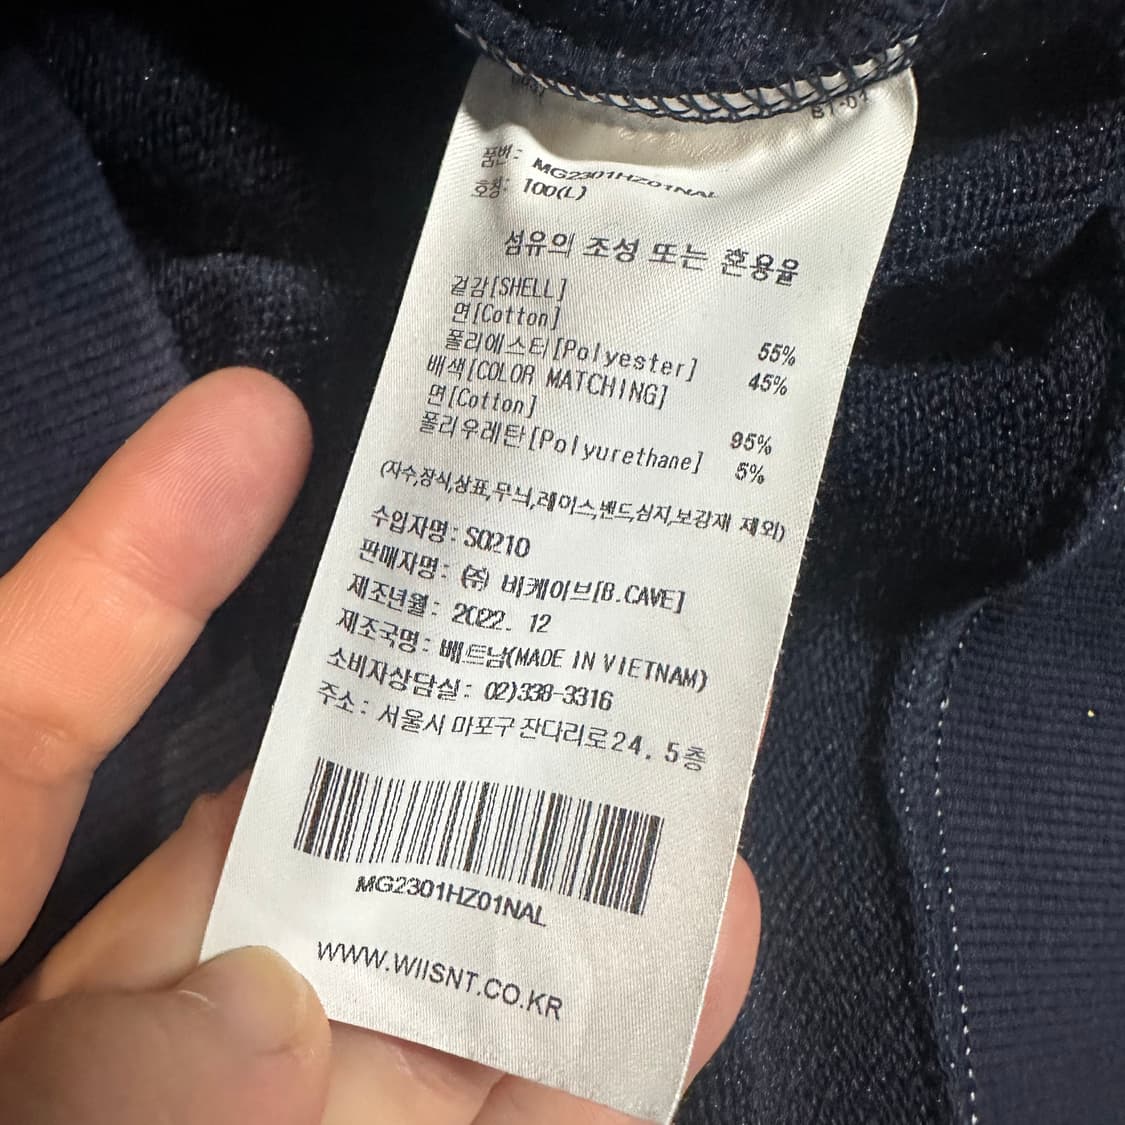 B1-01
품번: MG2301HZ01NAL
호칭: 100(L)
섬유의 조성 또는 혼용율
겉감[SHELL]
면[Cotton] 55%
폴리에스터[Polyester] 45%
배색[COLOR MATCHING]
면[Cotton] 95%
폴리우레탄[Polyurethane] 5%
(자수,장식,상표,무늬,레이스,밴드,심지,보강재 제외)
수입자명: SO210
판매자명: (주) 비케이브[B.CAVE]
제조년월: 2022. 12
제조국명: 베트남(MADE IN VIETNAM)
소비자상담실: 02)338-3316
주소: 서울시 마포구 잔다리로24, 5층
MG2301HZ01NAL
WWW.WIISNT.CO.KR